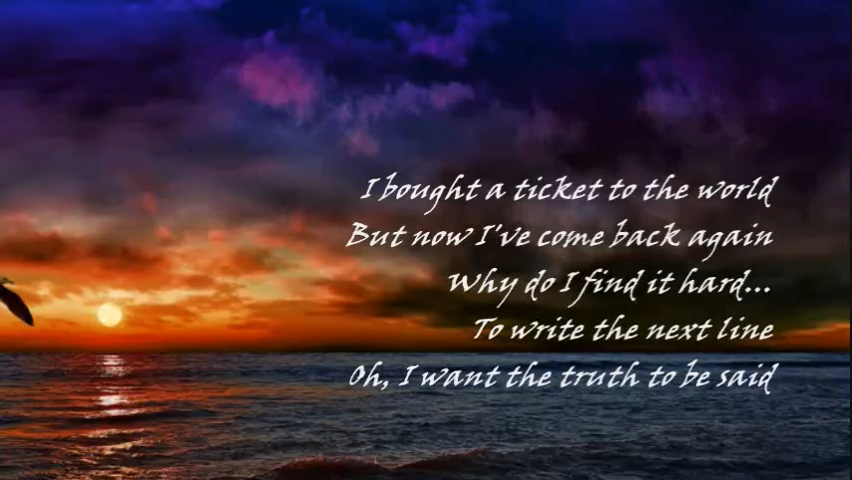 I bought a ticket to the world
But now I've come back again
Why do I find it hard...
To write the next line
Oh, I want the truth to be said